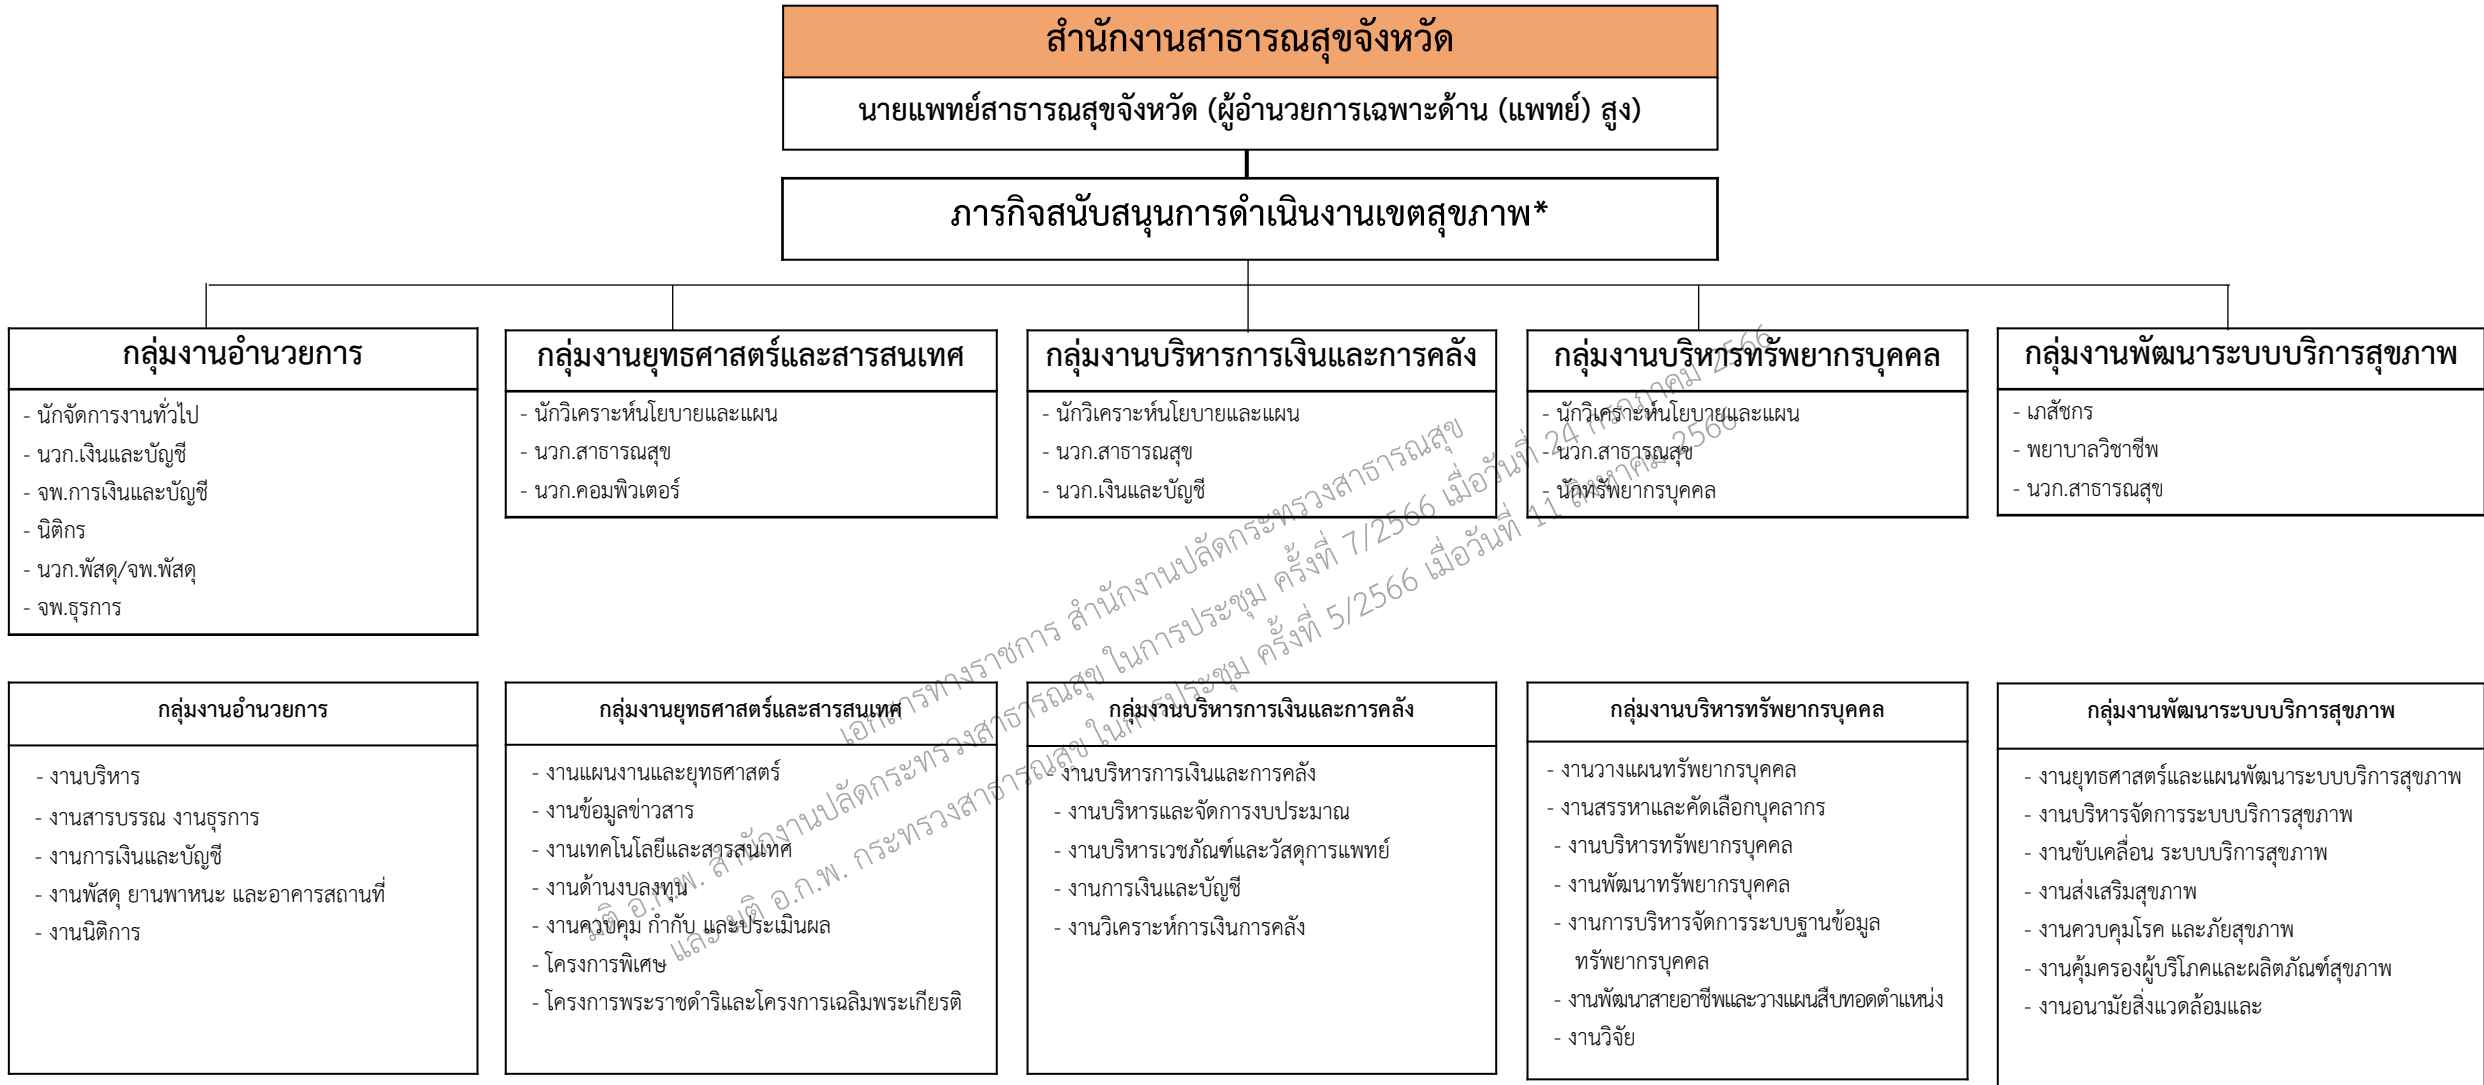 สำนักงานสาธารณสุขจังหวัด
นายแพทย์สาธารณสุขจังหวัด (ผู้อำนวยการเฉพาะด้าน (แพทย์) สูง)
ภารกิจสนับสนุนการดำเนินงานเขตสุขภาพ*
กลุ่มงานอำนวยการ
- นักจัดการงานทั่วไป
- นวก.เงินและบัญชี
- จพ.การเงินและบัญชี
- นิติกร
- นวก.พัสดุ/จพ.พัสดุ
- จพ.ธุรการ
กลุ่มงานยุทธศาสตร์และสารสนเทศ
- นักวิเคราะห์นโยบายและแผน
- นวก.สาธารณสุข
- นวก.คอมพิวเตอร์
กลุ่มงานบริหารการเงินและการคลัง
- นักวิเคราะห์นโยบายและแผน
- นวก.สาธารณสุข
- นวก.เงินและบัญชี
กลุ่มงานบริหารทรัพยากรบุคคล
- นักวิเคราะห์นโยบายและแผน
- นวก.สาธารณสุข
- นักทรัพยากรบุคคล
กลุ่มงานพัฒนาระบบบริการสุขภาพ
- เภสัชกร
- พยาบาลวิชาชีพ
- นวก.สาธารณสุข
กลุ่มงานอำนวยการ
- งานบริหาร
- งานสารบรรณ งานธุรการ
- งานการเงินและบัญชี
- งานพัสดุ ยานพาหนะ และอาคารสถานที่
- งานนิติการ
กลุ่มงานยุทธศาสตร์และสารสนเทศ
- งานแผนงานและยุทธศาสตร์
- งานข้อมูลข่าวสาร
- งานเทคโนโลยีและสารสนเทศ
- งานด้านงบลงทุน
- งานควบคุม กำกับ และประเมินผล
- โครงการพิเศษ
- โครงการพระราชดำริและโครงการเฉลิมพระเกียรติ
กลุ่มงานบริหารการเงินและการคลัง
- งานบริหารการเงินและการคลัง
- งานบริหารและจัดการงบประมาณ
- งานบริหารเวชภัณฑ์และวัสดุการแพทย์
- งานการเงินและบัญชี
- งานวิเคราะห์การเงินการคลัง
กลุ่มงานบริหารทรัพยากรบุคคล
- งานวางแผนทรัพยากรบุคคล
- งานสรรหาและคัดเลือกบุคลากร
- งานบริหารทรัพยากรบุคคล
- งานพัฒนาทรัพยากรบุคคล
- งานการบริหารจัดการระบบฐานข้อมูล
ทรัพยากรบุคคล
- งานพัฒนาสายอาชีพและวางแผนสืบทอดตำแหน่ง
- งานวิจัย
กลุ่มงานพัฒนาระบบบริการสุขภาพ
- งานยุทธศาสตร์และแผนพัฒนาระบบบริการสุขภาพ
- งานบริหารจัดการระบบบริการสุขภาพ
- งานขับเคลื่อน ระบบบริการสุขภาพ
- งานส่งเสริมสุขภาพ
- งานควบคุมโรค และภัยสุขภาพ
- งานคุ้มครองผู้บริโภคและผลิตภัณฑ์สุขภาพ
- งานอนามัยสิ่งแวดล้อมและ
เอกสารทางราชการ สำนักงานปลัดกระทรวงสาธารณสุข
มติ อ.ก.พ. สำนักงานปลัดกระทรวงสาธารณสุข ในการประชุม ครั้งที่ 7/2566 เมื่อวันที่ 24 กรกฎาคม 2566
และ มติ อ.ก.พ. กระทรวงสาธารณสุข ในการประชุม ครั้งที่ 5/2566 เมื่อวันที่ 11 สิงหาคม 2566